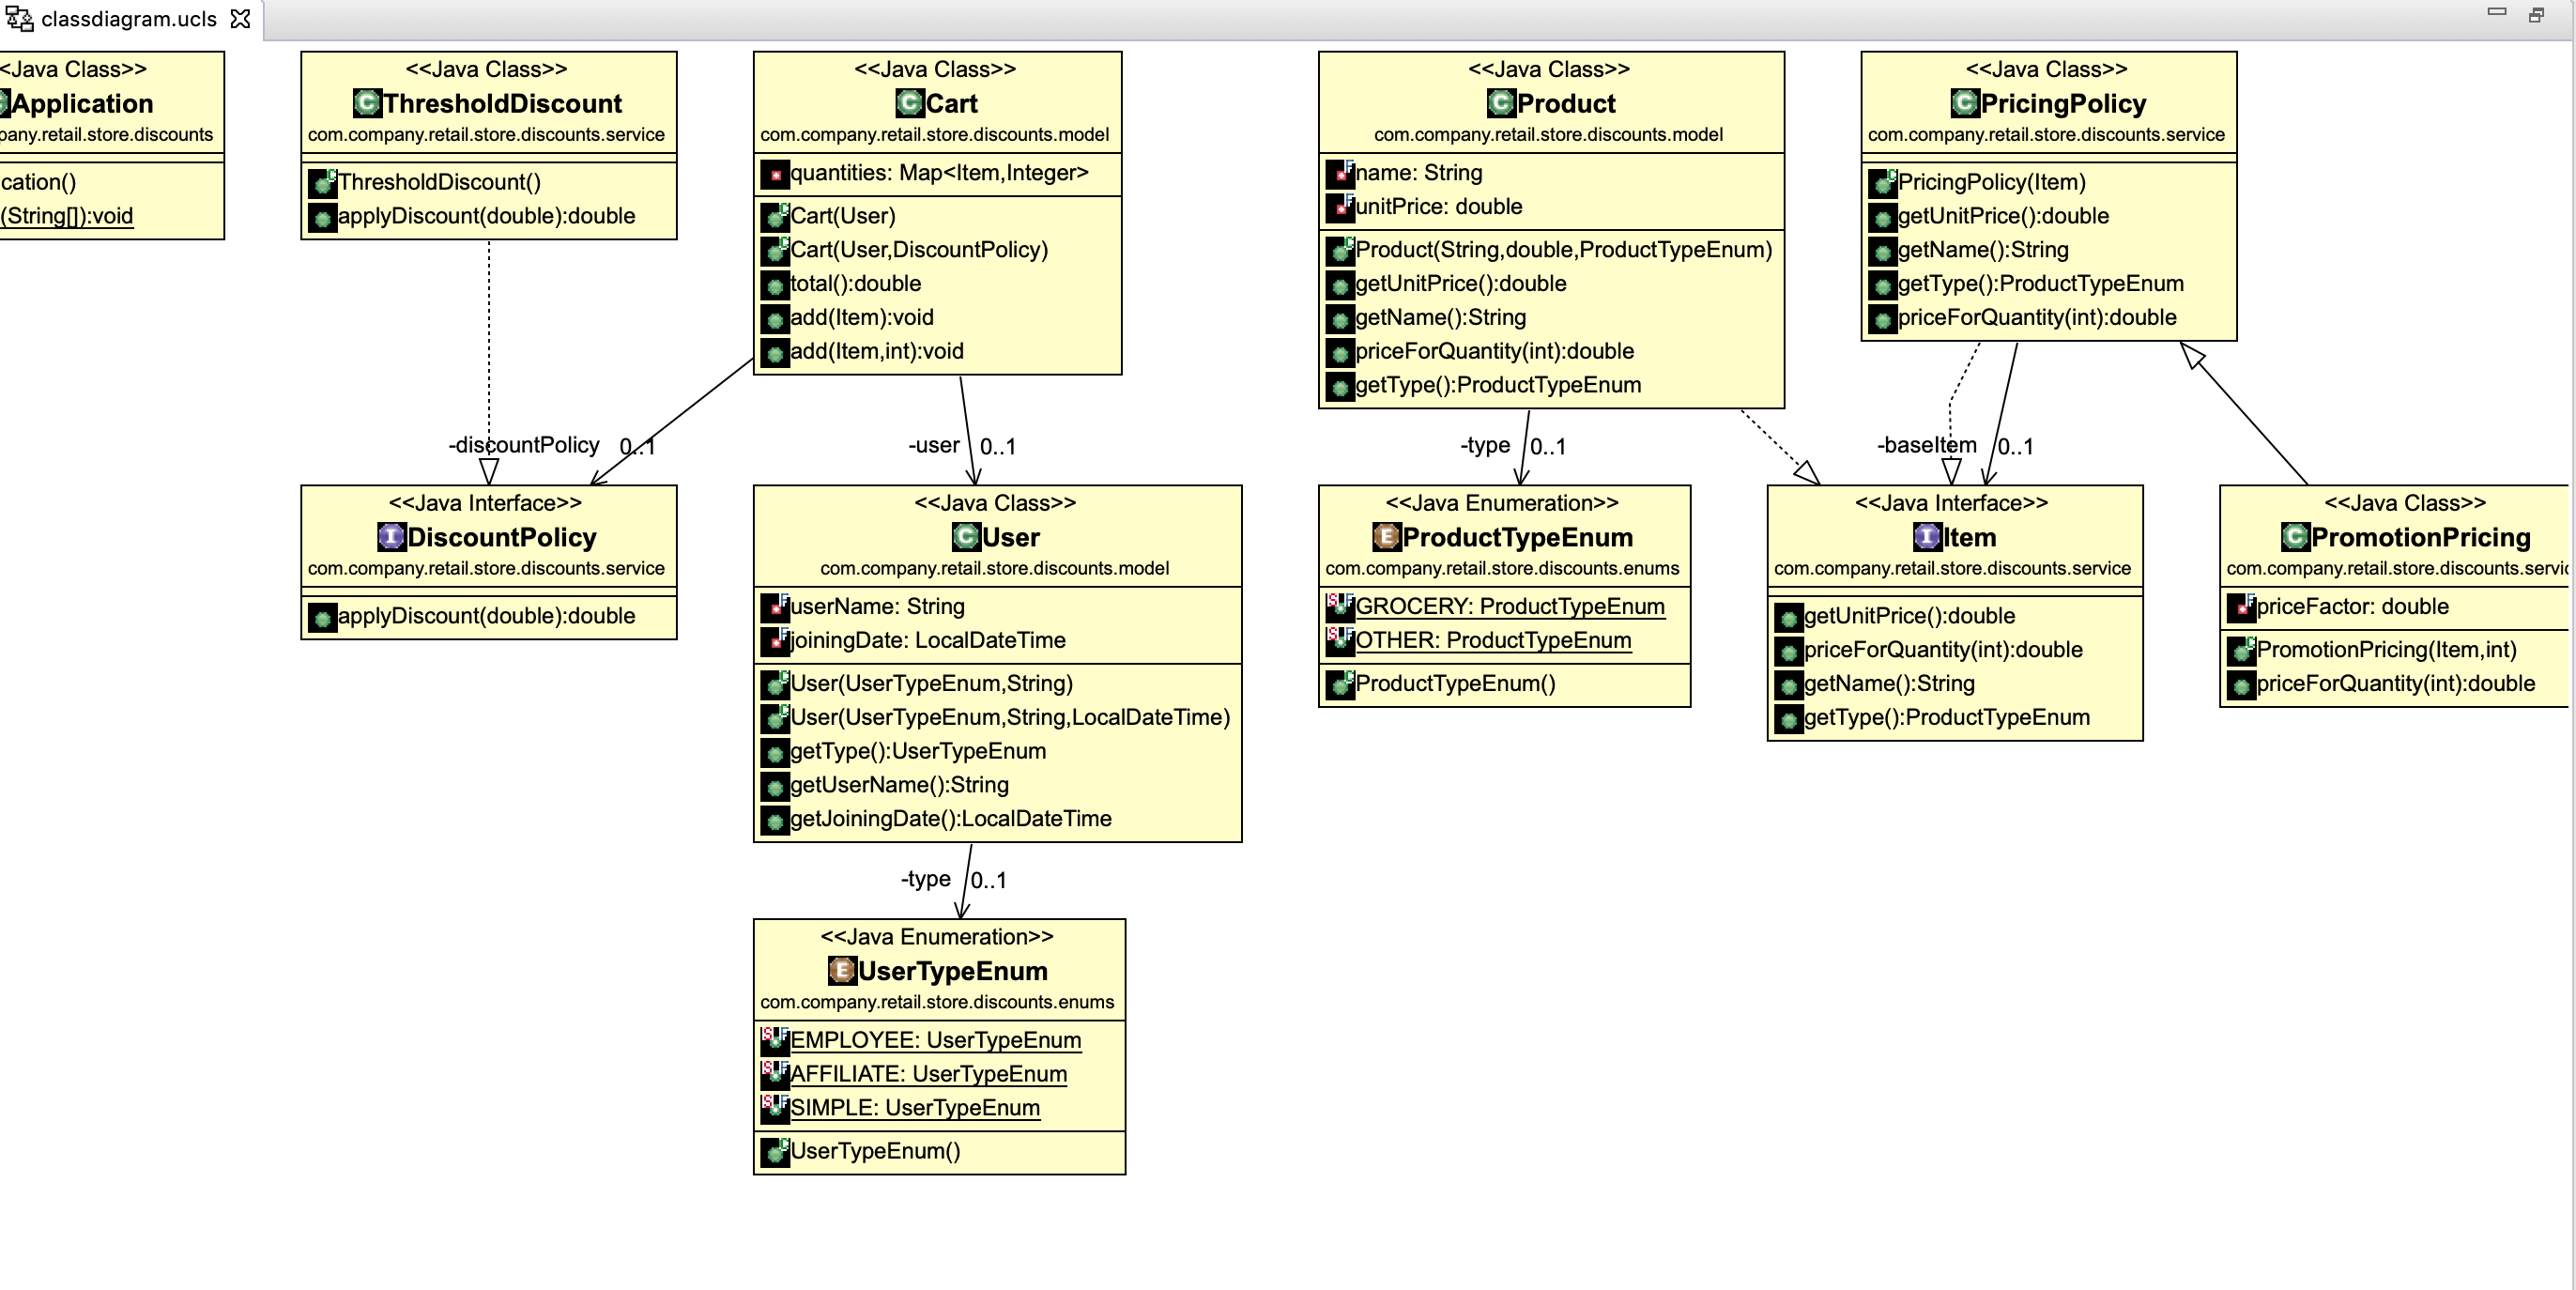 classdiagram.ucls
<<Java Class>>
Application
pany.retail.store.discounts
cation()
(String[]):void
<<Java Class>>
ThresholdDiscount
com.company.retail.store.discounts.service
ThresholdDiscount()
applyDiscount(double):double
<<Java Class>>
Cart
com.company.retail.store.discounts.model
quantities: Map<Item,Integer>
Cart(User)
Cart(User,DiscountPolicy)
total():double
add(Item):void
add(Item,int):void
<<Java Class>>
Product
com.company.retail.store.discounts.model
name: String
unitPrice: double
Product(String,double,ProductTypeEnum)
getUnitPrice():double
getName():String
priceForQuantity(int):double
getType():ProductTypeEnum
<<Java Class>>
PricingPolicy
com.company.retail.store.discounts.service
PricingPolicy(Item)
getUnitPrice():double
getName():String
getType():ProductTypeEnum
priceForQuantity(int):double
-discountPolicy 0..1
-user 0..1
-type 0..1
-baseItem 0..1
<<Java Interface>>
DiscountPolicy
com.company.retail.store.discounts.service
applyDiscount(double):double
<<Java Class>>
User
com.company.retail.store.discounts.model
userName: String
joiningDate: LocalDateTime
User(UserTypeEnum,String)
User(UserTypeEnum,String,LocalDateTime)
getType():UserTypeEnum
getUserName():String
getJoiningDate():LocalDateTime
<<Java Enumeration>>
ProductTypeEnum
com.company.retail.store.discounts.enums
GROCERY: ProductTypeEnum
OTHER: ProductTypeEnum
ProductTypeEnum()
<<Java Interface>>
Item
com.company.retail.store.discounts.service
getUnitPrice():double
priceForQuantity(int):double
getName():String
getType():ProductTypeEnum
<<Java Class>>
PromotionPricing
com.company.retail.store.discounts.servic
priceFactor: double
PromotionPricing(Item,int)
priceForQuantity(int):double
-type 0..1
<<Java Enumeration>>
UserTypeEnum
com.company.retail.store.discounts.enums
EMPLOYEE: UserTypeEnum
AFFILIATE: UserTypeEnum
SIMPLE: UserTypeEnum
UserTypeEnum()